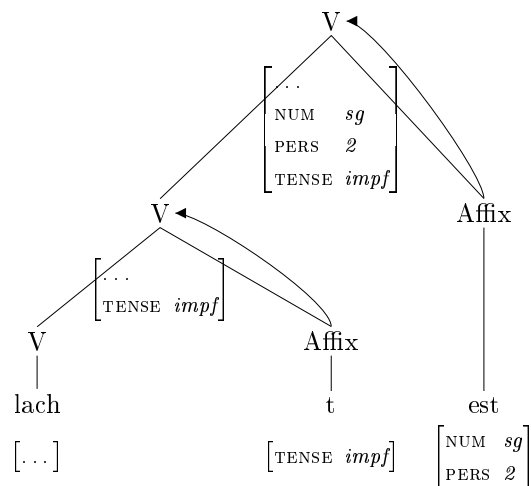 V
...
NUM sg
PERS 2
TENSE impf
V Affix
...
TENSE impf
V Affix
lach t est
[...] [TENSE impf] NUM sg
PERS 2